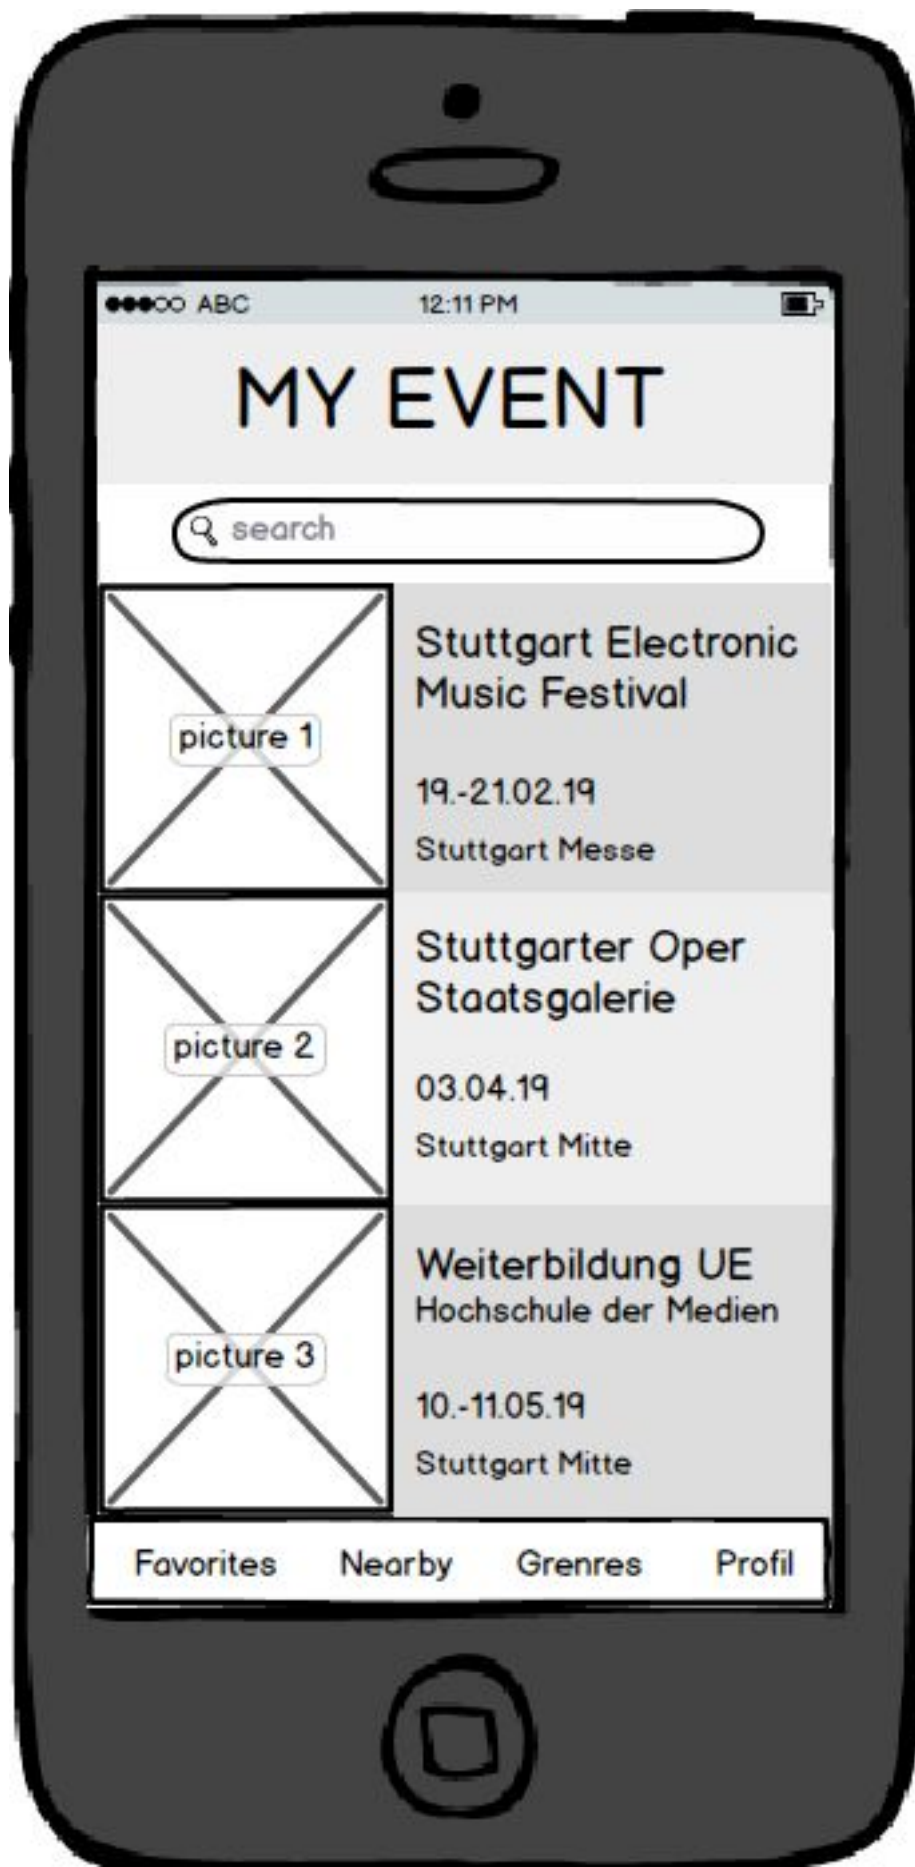 ABC 12:11 PM
MY EVENT
search
picture 1
Stuttgart Electronic
Music Festival
19.-21.02.19
Stuttgart Messe
picture 2
Stuttgarter Oper
Staatsgalerie
03.04.19
Stuttgart Mitte
picture 3
Weiterbildung UE
Hochschule der Medien
10.-11.05.19
Stuttgart Mitte
Favorites Nearby Grenres Profil